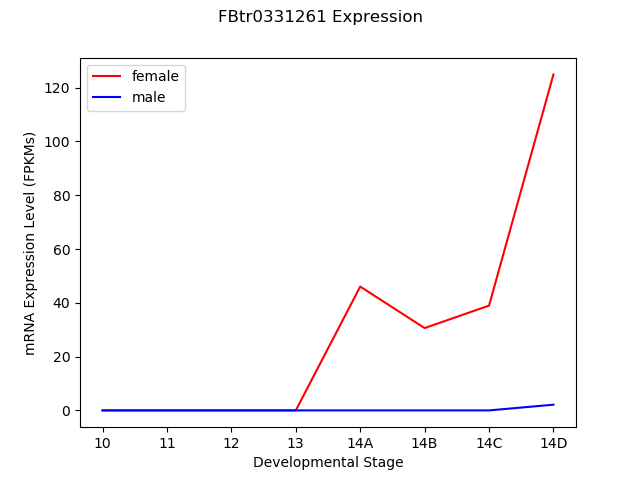 FBtr0331261 Expression
female
male
mRNA Expression Level (FPKMs)
120
100
80
60
40
20
0
10 11 12 13 14A 14B 14C 14D
Developmental Stage